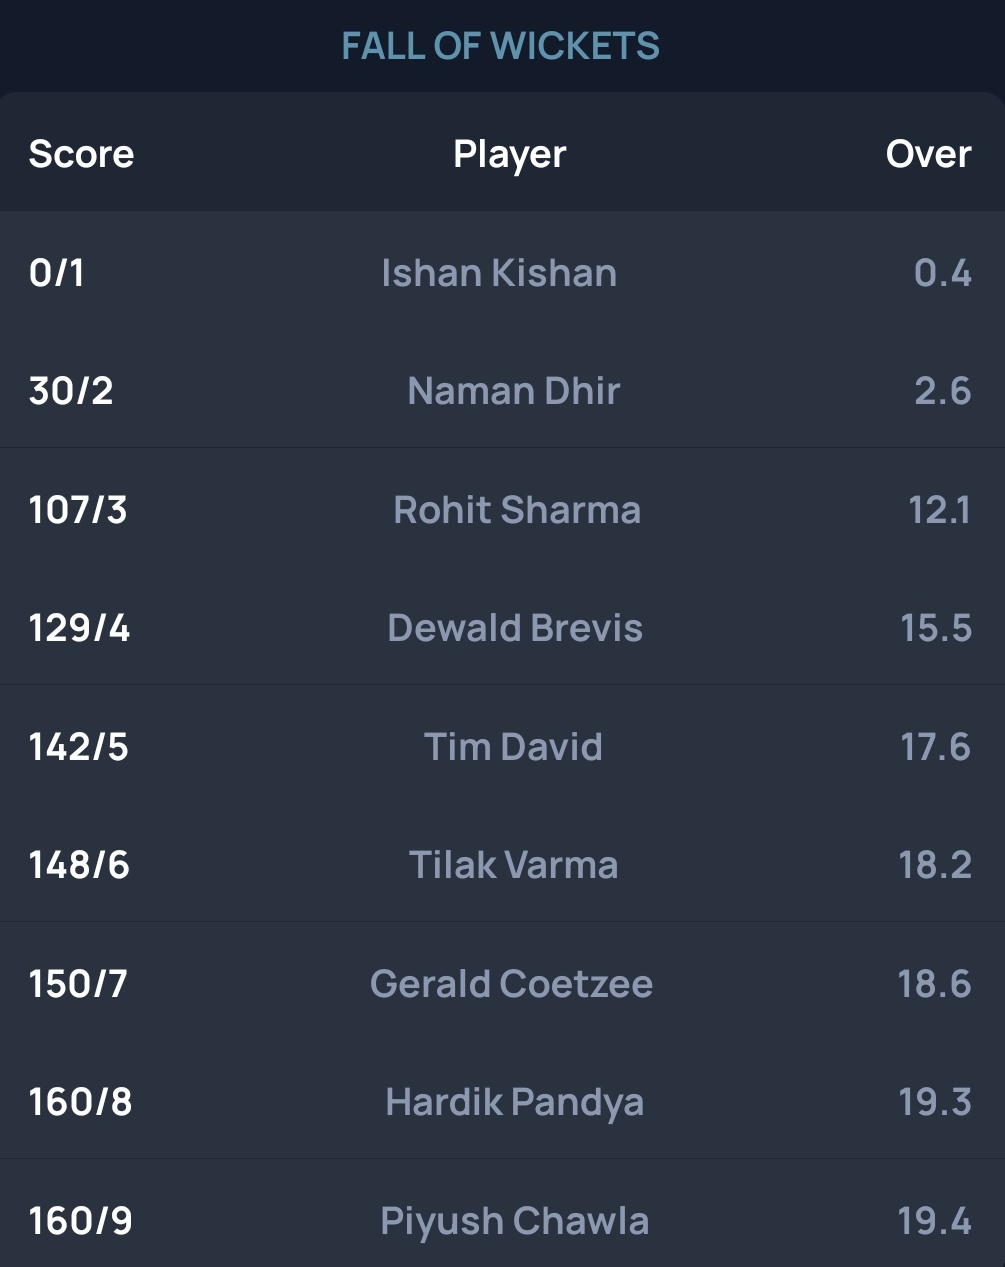 FALL OF WICKETS
Score Player Over
0/1 Ishan Kishan 0.4
30/2 Naman Dhir 2.6
107/3 Rohit Sharma 12.1
129/4 Dewald Brevis 15.5
142/5 Tim David 17.6
148/6 Tilak Varma 18.2
150/7 Gerald Coetzee 18.6
160/8 Hardik Pandya 19.3
160/9 Piyush Chawla 19.4